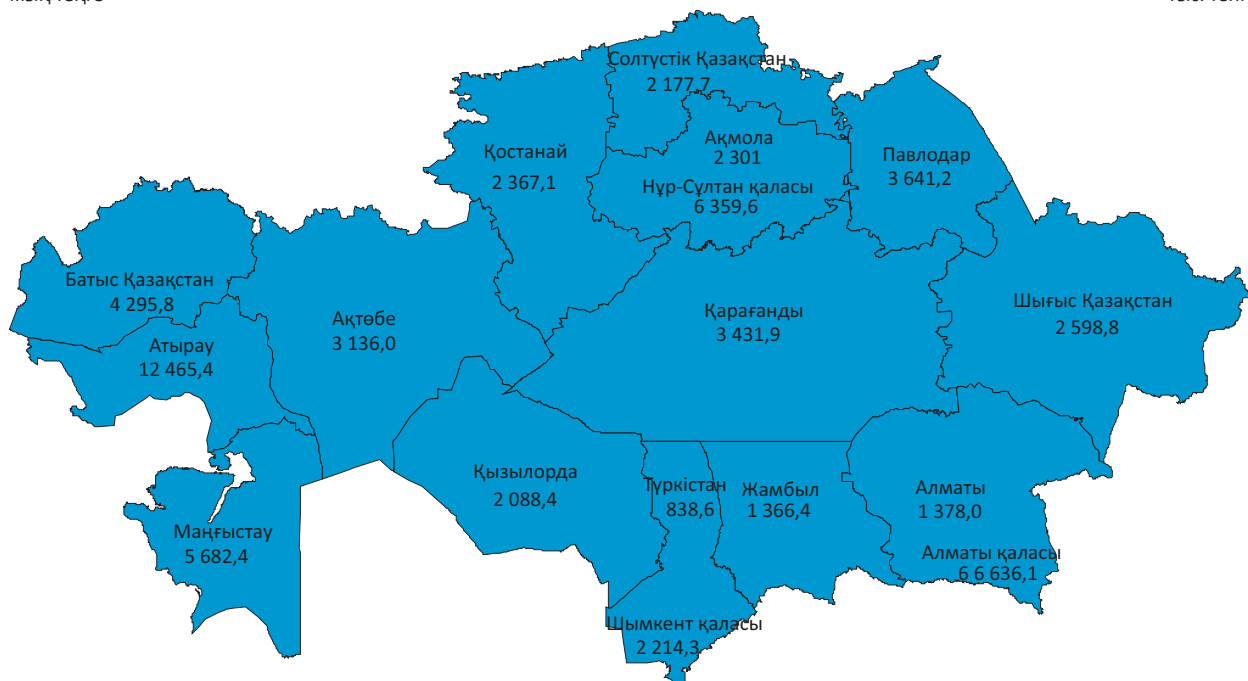 Солтүстік Қазақстан
2 177,7
Ақмола
2 301
Қостанай
2 367,1
Павлодар
3 641,2
Нұр-Сұлтан қаласы
6 359,6
Батыс Қазақстан
4 295,8
Ақтөбе
3 136,0
Қарағанды
3 431,9
Шығыс Қазақстан
2 598,8
Атырау
12 465,4
Қызылорда
2 088,4
Түркістан
838,6
Жамбыл
1 366,4
Алматы
1 378,0
Маңғыстау
5 682,4
Алматы қаласы
6 6 636,1
Шымкент қаласы
2 214,3